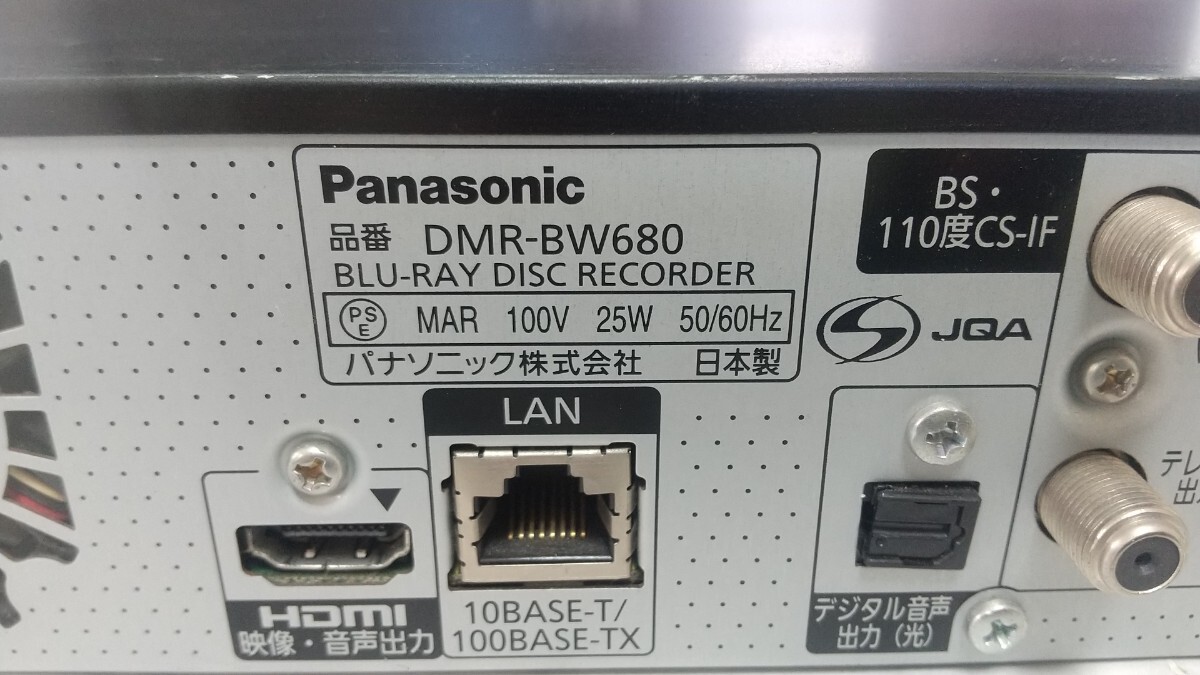 Panasonic
品番 DMR-BW680
BLU-RAY DISC RECORDER
PS
E
MAR 100V 25W 50/60Hz
パナソニック株式会社 日本製
BS・
110度CS-IF
JQA
LAN
10BASE-T/
100BASE-TX
HDMI
映像・音声出力
デジタル音声
出力（光）
テレ
出